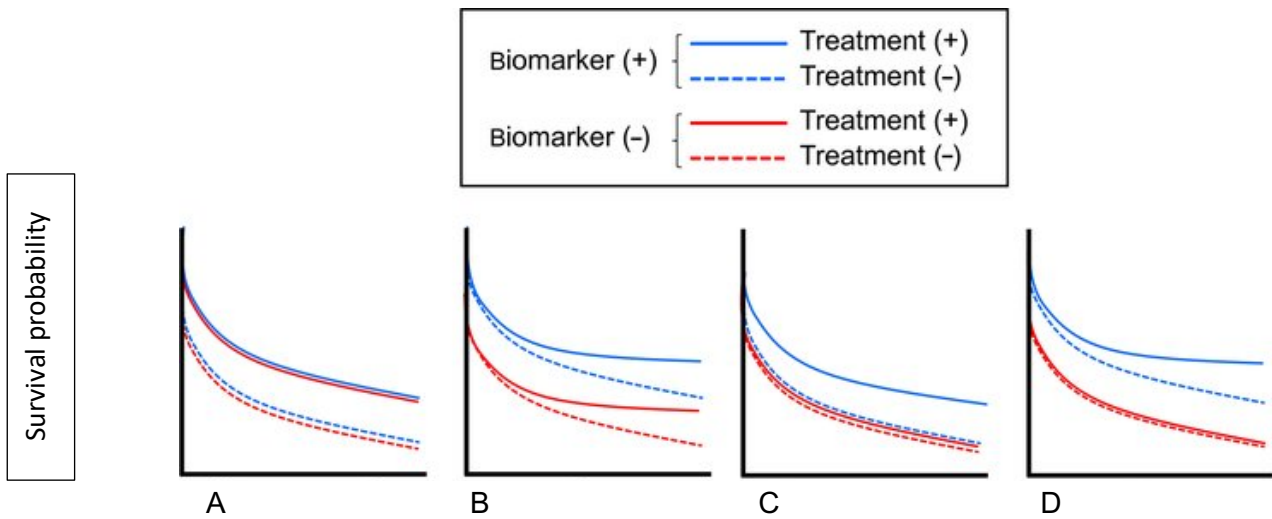 Biomarker (+)
Treatment (+)
Treatment (–)
Biomarker (–)
Treatment (+)
Treatment (–)
Survival probability
A B C D